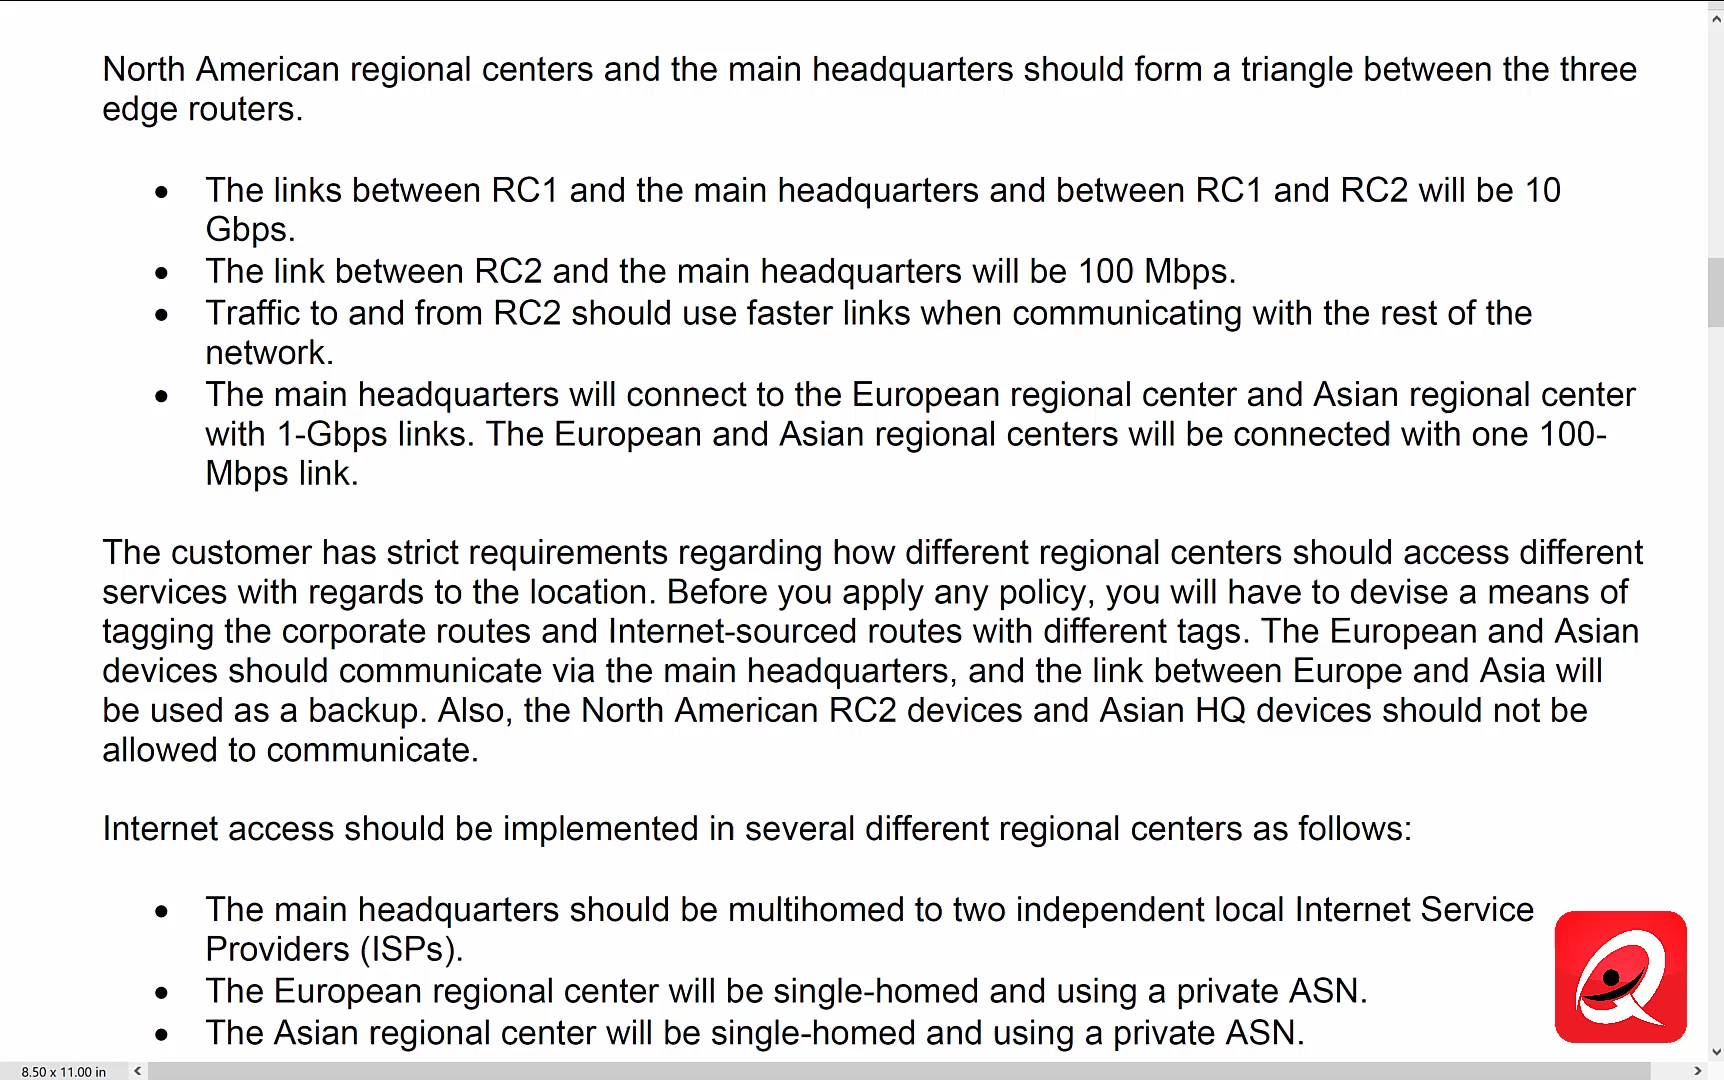 North American regional centers and the main headquarters should form a triangle between the three
edge routers.
• The links between RC1 and the main headquarters and between RC1 and RC2 will be 10
Gbps.
• The link between RC2 and the main headquarters will be 100 Mbps.
• Traffic to and from RC2 should use faster links when communicating with the rest of the
network.
• The main headquarters will connect to the European regional center and Asian regional center
with 1-Gbps links. The European and Asian regional centers will be connected with one 100-
Mbps link.
The customer has strict requirements regarding how different regional centers should access different
services with regards to the location. Before you apply any policy, you will have to devise a means of
tagging the corporate routes and Internet-sourced routes with different tags. The European and Asian
devices should communicate via the main headquarters, and the link between Europe and Asia will
be used as a backup. Also, the North American RC2 devices and Asian HQ devices should not be
allowed to communicate.
Internet access should be implemented in several different regional centers as follows:
• The main headquarters should be multihomed to two independent local Internet Service
Providers (ISPs).
• The European regional center will be single-homed and using a private ASN.
• The Asian regional center will be single-homed and using a private ASN.
8.50 x 11.00 in